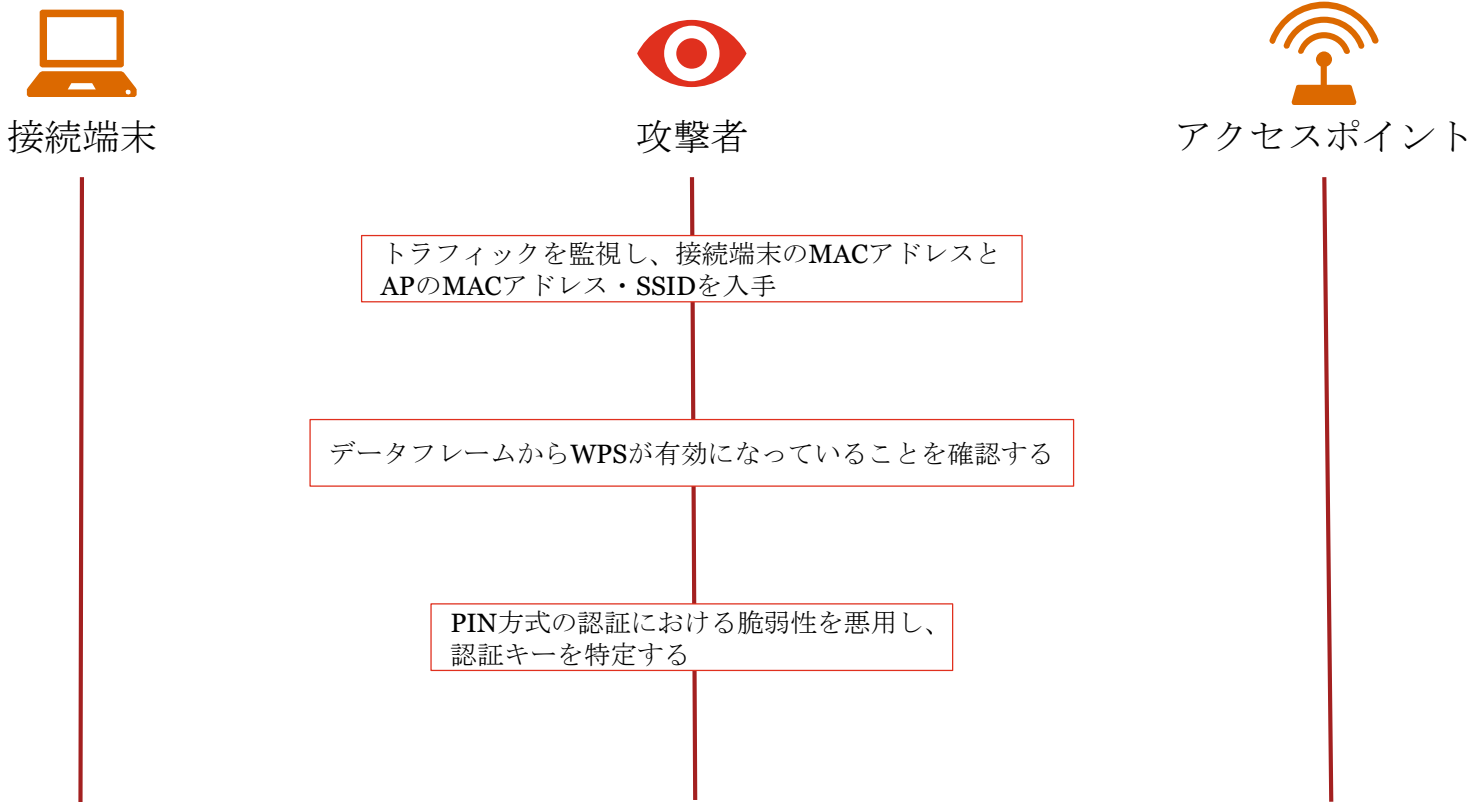 接続端末
攻撃者
アクセスポイント
トラフィックを監視し、接続端末のMACアドレスと
APのMACアドレス・SSIDを入手
データフレームからWPSが有効になっていることを確認する
PIN方式の認証における脆弱性を悪用し、
認証キーを特定する